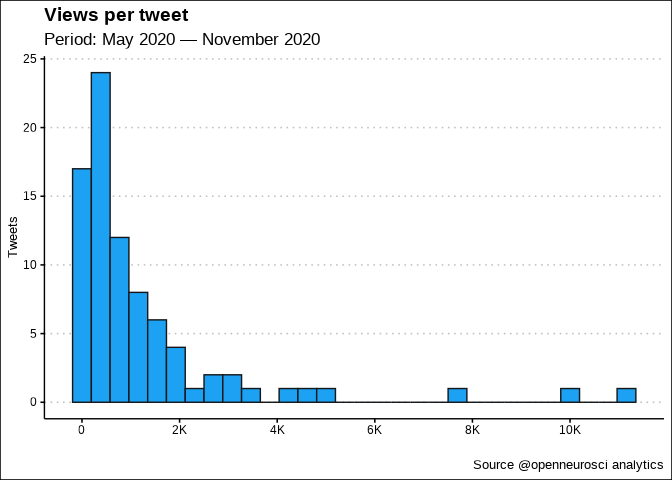 Views per tweet
Period: May 2020 — November 2020
25
20
15
10
5
0
Tweets
0 2K 4K 6K 8K 10K
Source @openneurosci analytics